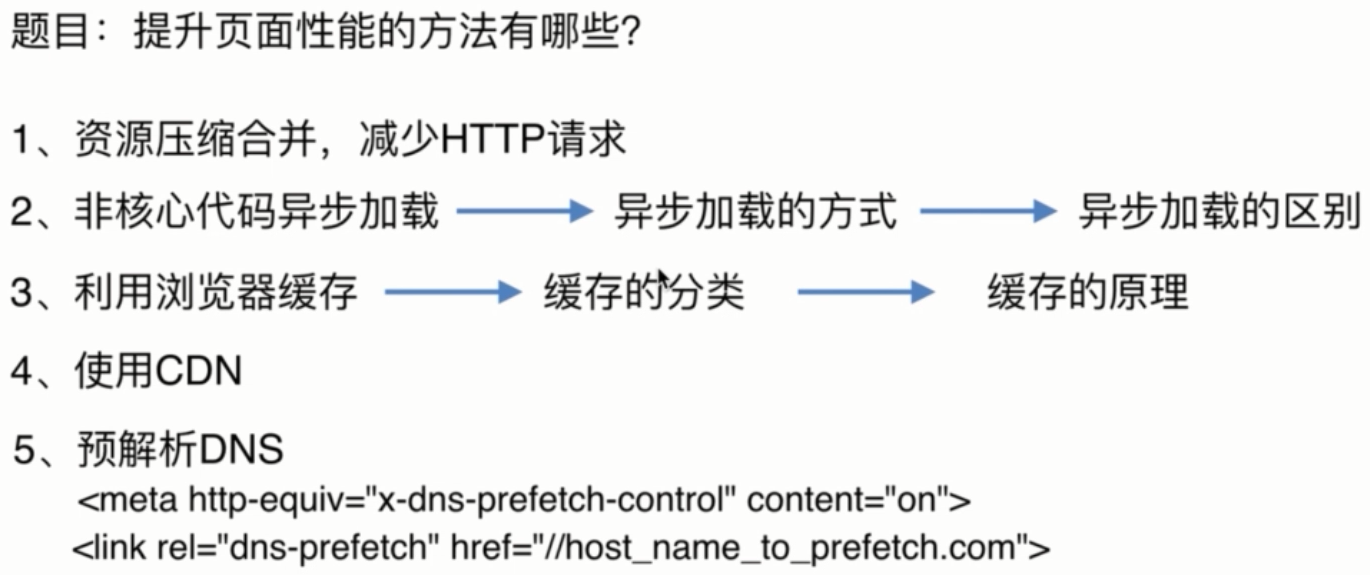 题目：提升页面性能的方法有哪些？
1、资源压缩合并，减少HTTP请求
2、非核心代码异步加载 异步加载的方式 异步加载的区别
3、利用浏览器缓存 缓存的分类 缓存的原理
4、使用CDN
5、预解析DNS
<meta http-equiv="x-dns-prefetch-control" content="on">
<link rel="dns-prefetch" href="//host_name_to_prefetch.com">